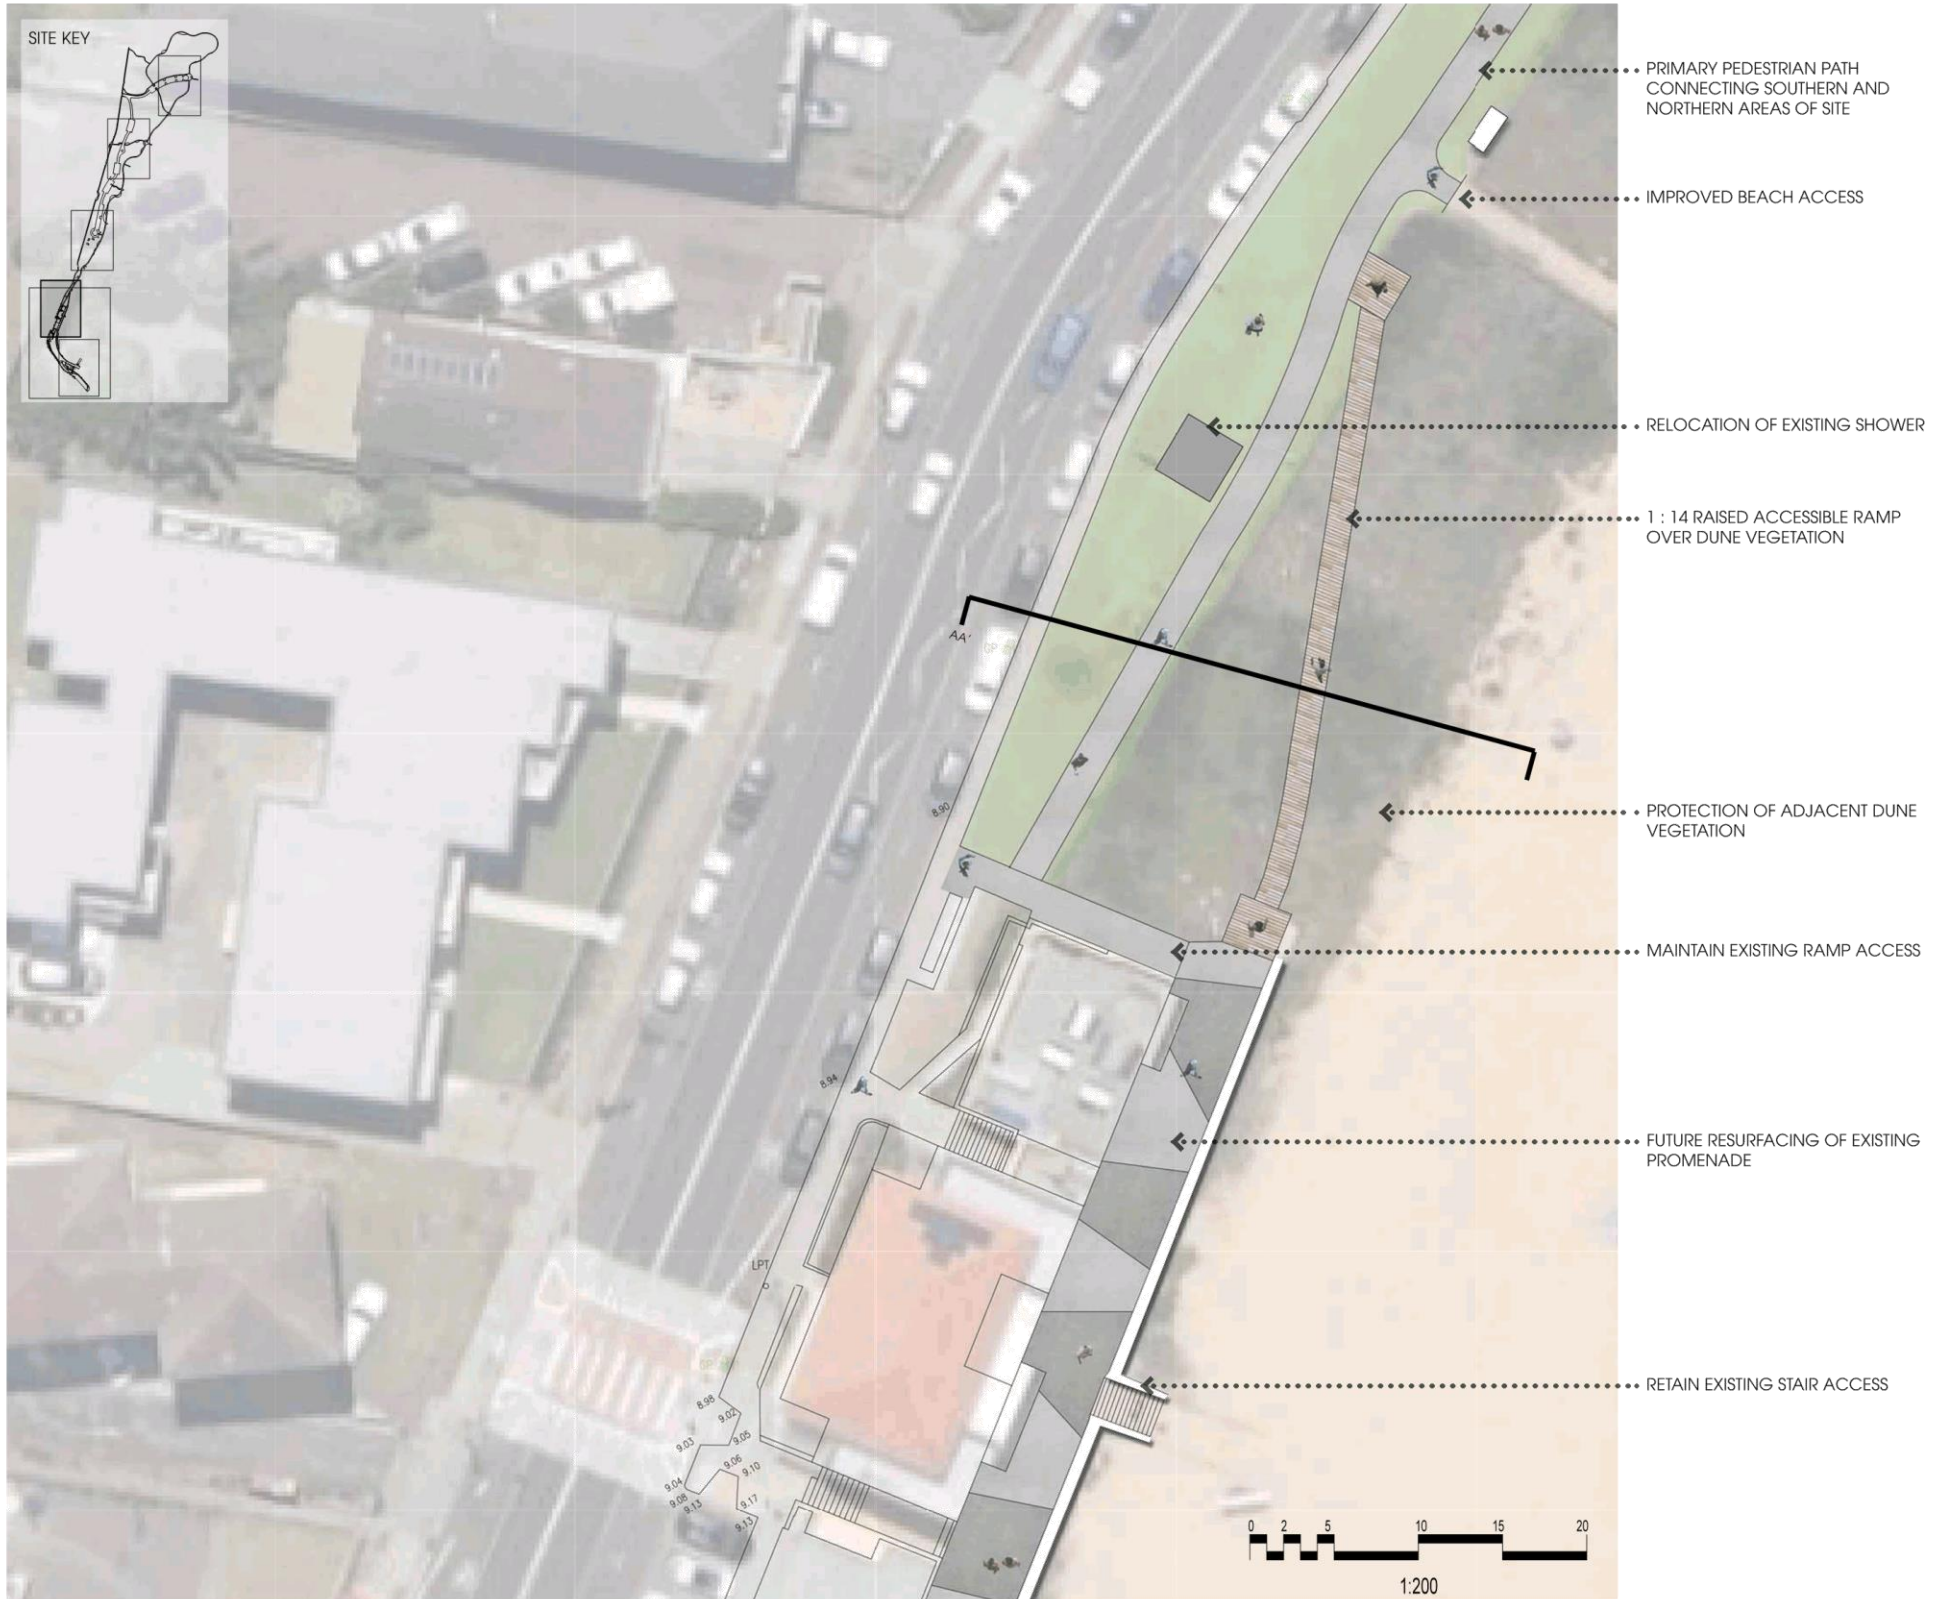 SITE KEY
PRIMARY PEDESTRIAN PATH
CONNECTING SOUTHERN AND
NORTHERN AREAS OF SITE
IMPROVED BEACH ACCESS
RELOCATION OF EXISTING SHOWER
1 : 14 RAISED ACCESSIBLE RAMP
OVER DUNE VEGETATION
AA'
GP
PROTECTION OF ADJACENT DUNE
VEGETATION
8.90
MAINTAIN EXISTING RAMP ACCESS
8.94
FUTURE RESURFACING OF EXISTING
PROMENADE
LPT
GP
RETAIN EXISTING STAIR ACCESS
8.98
9.02
9.03
9.05
9.06
9.10
9.04
9.08
9.13
9.17
9.13
0 2 5 10 15 20
1:200